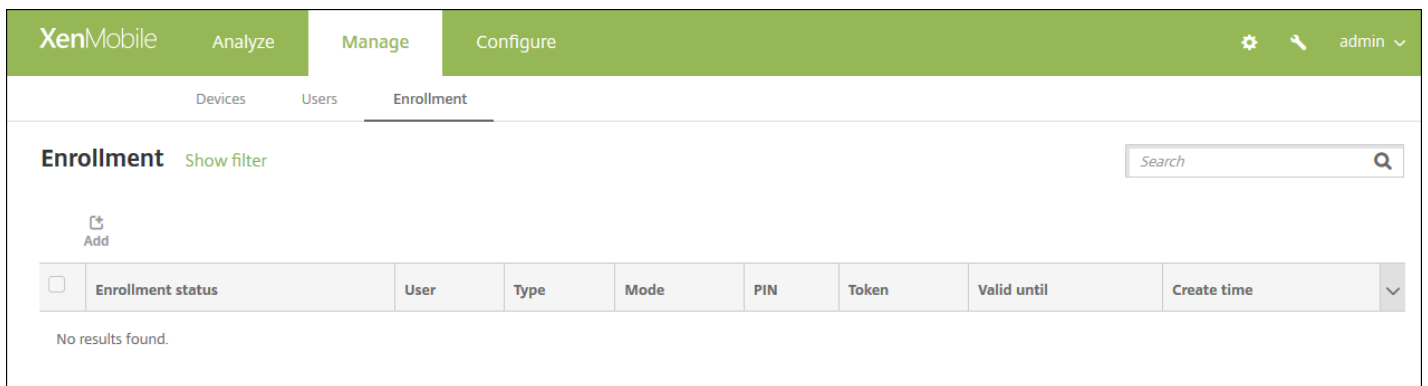 XenMobile Analyze Manage Configure admin
Devices Users Enrollment
Enrollment Show filter Search
Add
Enrollment status User Type Mode PIN Token Valid until Create time
No results found.